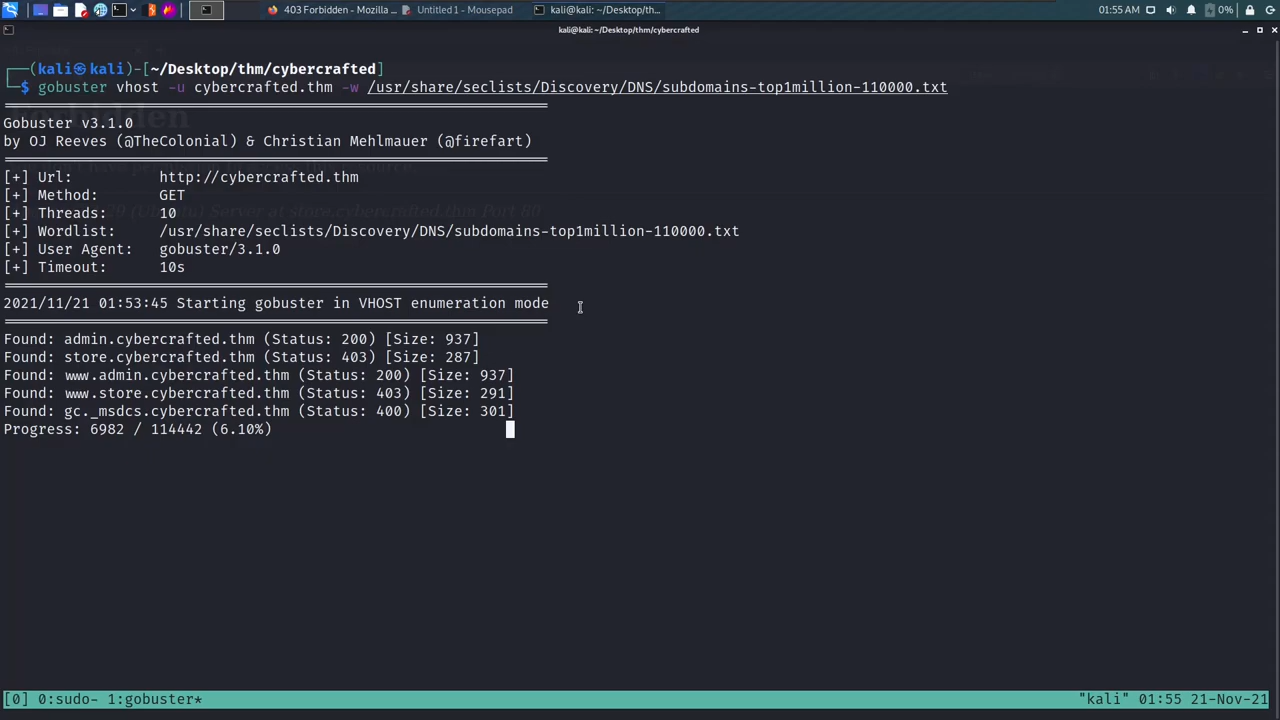 403 Forbidden - Mozilla ...
Untitled 1 - Mousepad
kali@kali: ~/Desktop/th...
01:55 AM
0%
kali@kali: ~/Desktop/thm/cybercrafted
┌──(kali㉿kali)-[~/Desktop/thm/cybercrafted]
└─$ gobuster vhost -u cybercrafted.thm -w /usr/share/seclists/Discovery/DNS/subdomains-top1million-110000.txt
Gobuster v3.1.0
by OJ Reeves (@TheColonial) & Christian Mehlmauer (@firefart)
[+] Url: http://cybercrafted.thm
[+] Method: GET
[+] Threads: 10
[+] Wordlist: /usr/share/seclists/Discovery/DNS/subdomains-top1million-110000.txt
[+] User Agent: gobuster/3.1.0
[+] Timeout: 10s
2021/11/21 01:53:45 Starting gobuster in VHOST enumeration mode
Found: admin.cybercrafted.thm (Status: 200) [Size: 937]
Found: store.cybercrafted.thm (Status: 403) [Size: 287]
Found: www.admin.cybercrafted.thm (Status: 200) [Size: 937]
Found: www.store.cybercrafted.thm (Status: 403) [Size: 291]
Found: gc._msdcs.cybercrafted.thm (Status: 400) [Size: 301]
Progress: 6982 / 114442 (6.10%)
[0] 0:sudo- 1:gobuster*
"kali" 01:55 21-Nov-21